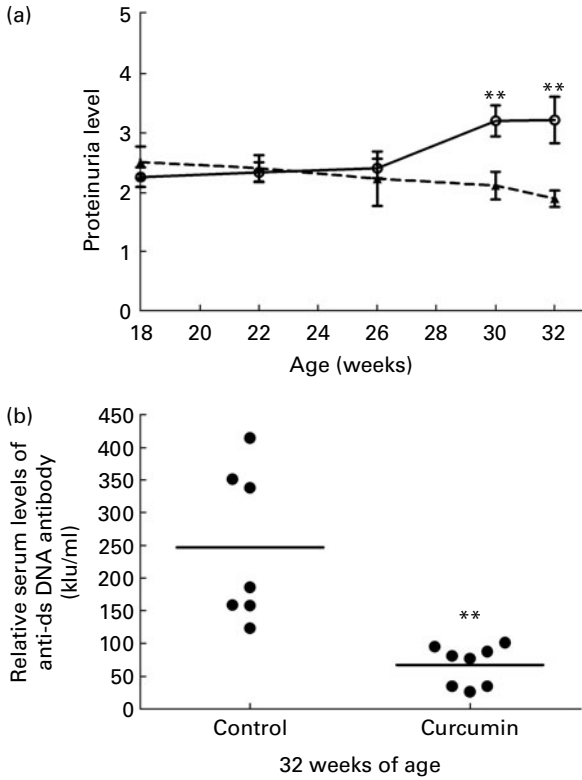 (a)
5
4
3
2
1
0
Proteinuria level
**
**
18 20 22 24 26 28 30 32
Age (weeks)
(b)
450
400
350
300
250
200
150
100
50
0
Relative serum levels of
anti-ds DNA antibody
(klu/ml)
**
Control Curcumin
32 weeks of age